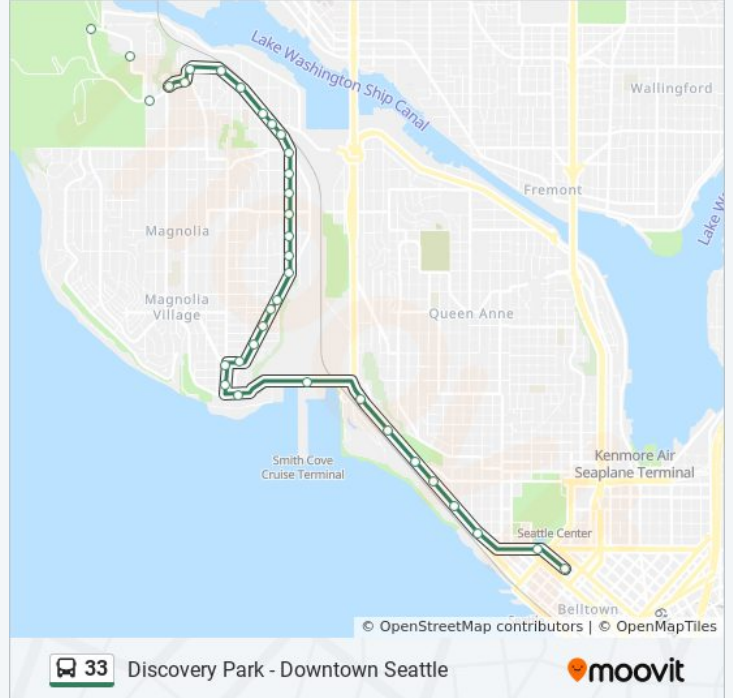 Lake Washington Ship Canal
Wallingford
Fremont
Lake W
Magnolia
Magnolia
Village
Queen Anne
Smith Cove
Cruise Terminal
Kenmore Air
Seaplane Terminal
Seattle Center
Belltown
© OpenStreetMap contributors | © OpenMapTiles
33 Discovery Park - Downtown Seattle
moovit